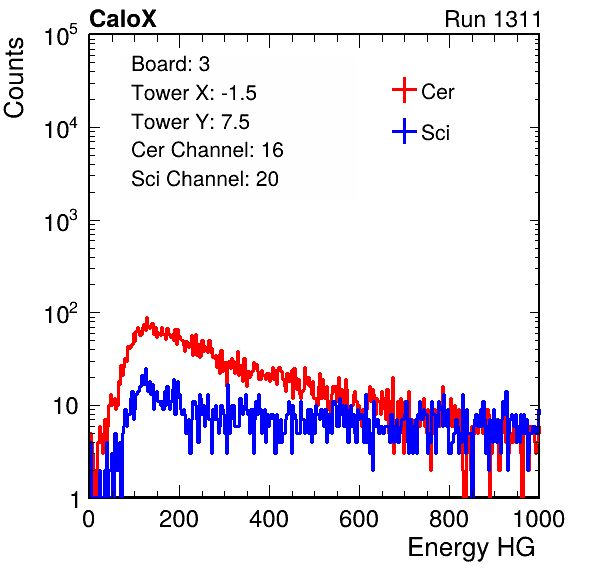 CaloX Run 1311
Counts
Board: 3
Tower X: -1.5
Tower Y: 7.5
Cer Channel: 16
Sci Channel: 20
Cer
Sci
10^5
10^4
10^3
10^2
10
1
0 200 400 600 800 1000
Energy HG